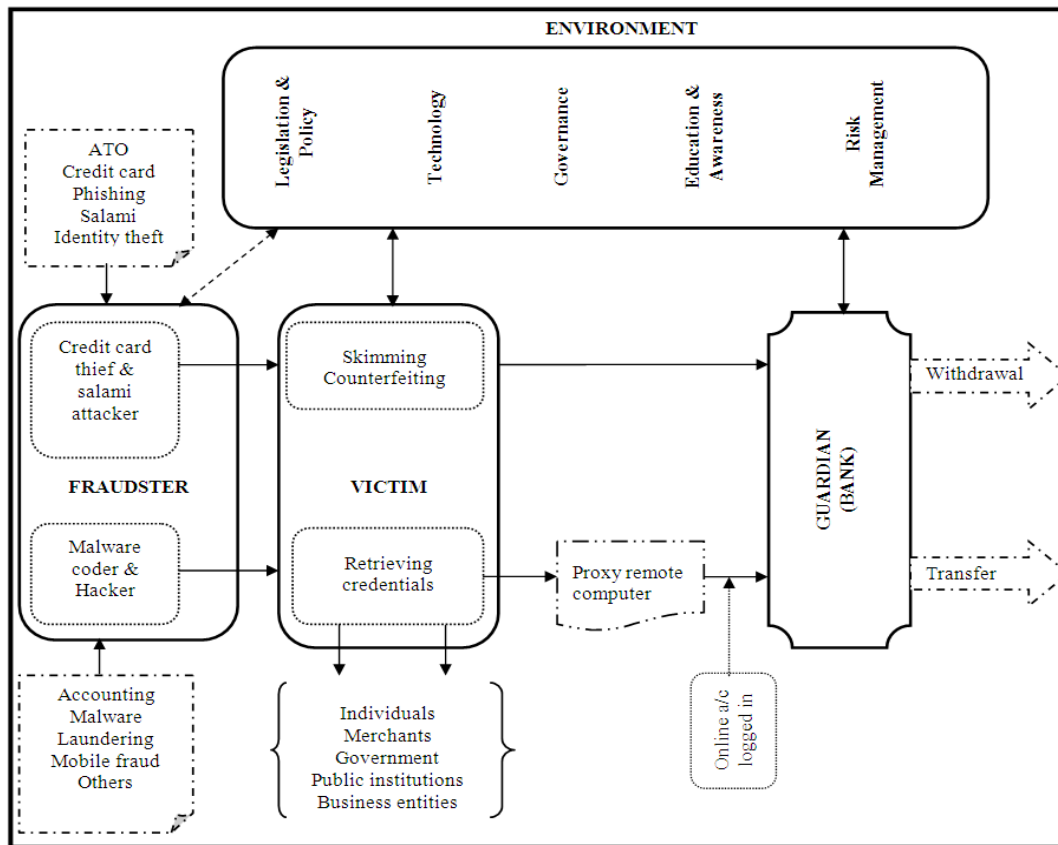 ENVIRONMENT
Legislation &
Policy
Technology
Governance
Education &
Awareness
Risk
Management
ATO
Credit card
Phishing
Salami
Identity theft
Credit card
thief &
salami
attacker
FRAUDSTER
Malware
coder &
Hacker
Accounting
Malware
Laundering
Mobile fraud
Others
Skimming
Counterfeiting
VICTIM
Retrieving
credentials
Individuals
Merchants
Government
Public institutions
Business entities
Proxy remote
computer
Online a/c
logged in
GUARDIAN
(BANK)
Withdrawal
Transfer